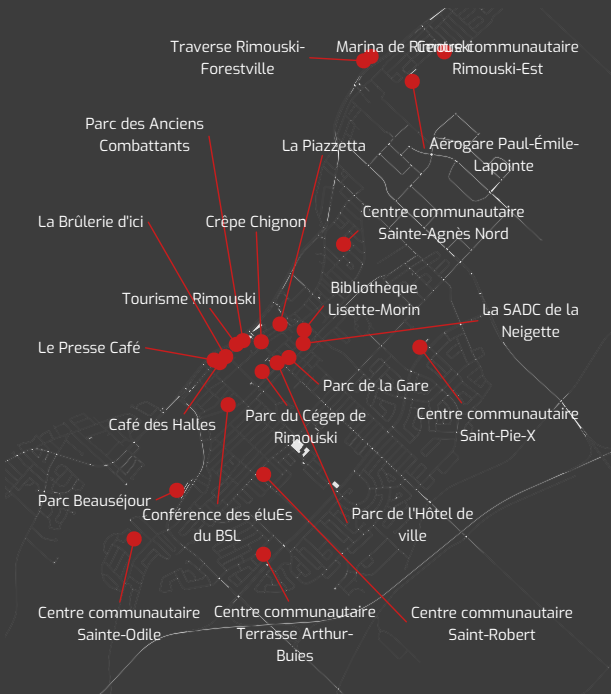 Traverse Rimouski-
Forestville
Marina de Rimouski
Centre communautaire
Rimouski-Est
Parc des Anciens
Combattants
La Piazzetta
Aérogare Paul-Émile-
Lapointe
La Brûlerie d'ici
Crêpe Chignon
Centre communautaire
Sainte-Agnès Nord
Tourisme Rimouski
Bibliothèque
Lisette-Morin
La SADC de la
Neigette
Le Presse Café
Parc de la Gare
Café des Halles
Parc du Cégep de
Rimouski
Centre communautaire
Saint-Pie-X
Parc Beauséjour
Conférence des éluEs
du BSL
Parc de l'Hôtel de
ville
Centre communautaire
Sainte-Odile
Centre communautaire
Terrasse Arthur-
Buies
Centre communautaire
Saint-Robert